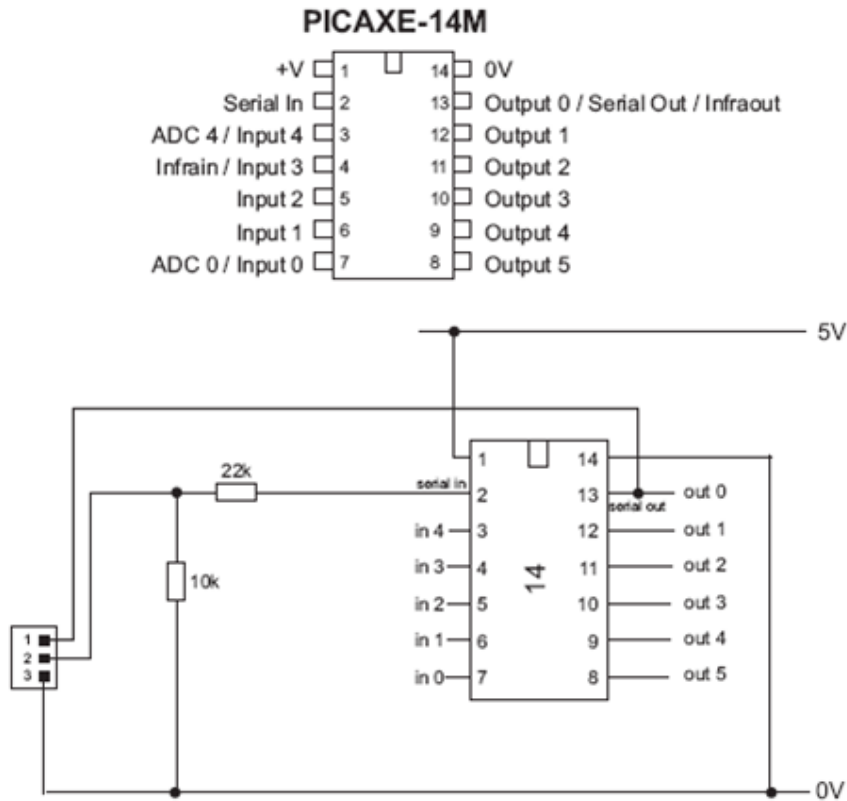 PICAXE-14M
+V 1 14 0V
Serial In 2 13 Output 0 / Serial Out / Infraout
ADC 4 / Input 4 3 12 Output 1
Infrain / Input 3 4 11 Output 2
Input 2 5 10 Output 3
Input 1 6 9 Output 4
ADC 0 / Input 0 7 8 Output 5
5V
1 14
22k serial in 2 13 serial out out 0
in 4 3 12 out 1
10k in 3 4 11 out 2
14
in 2 5 10 out 3
1 in 1 6 9 out 4
2
3 in 0 7 8 out 5
0V